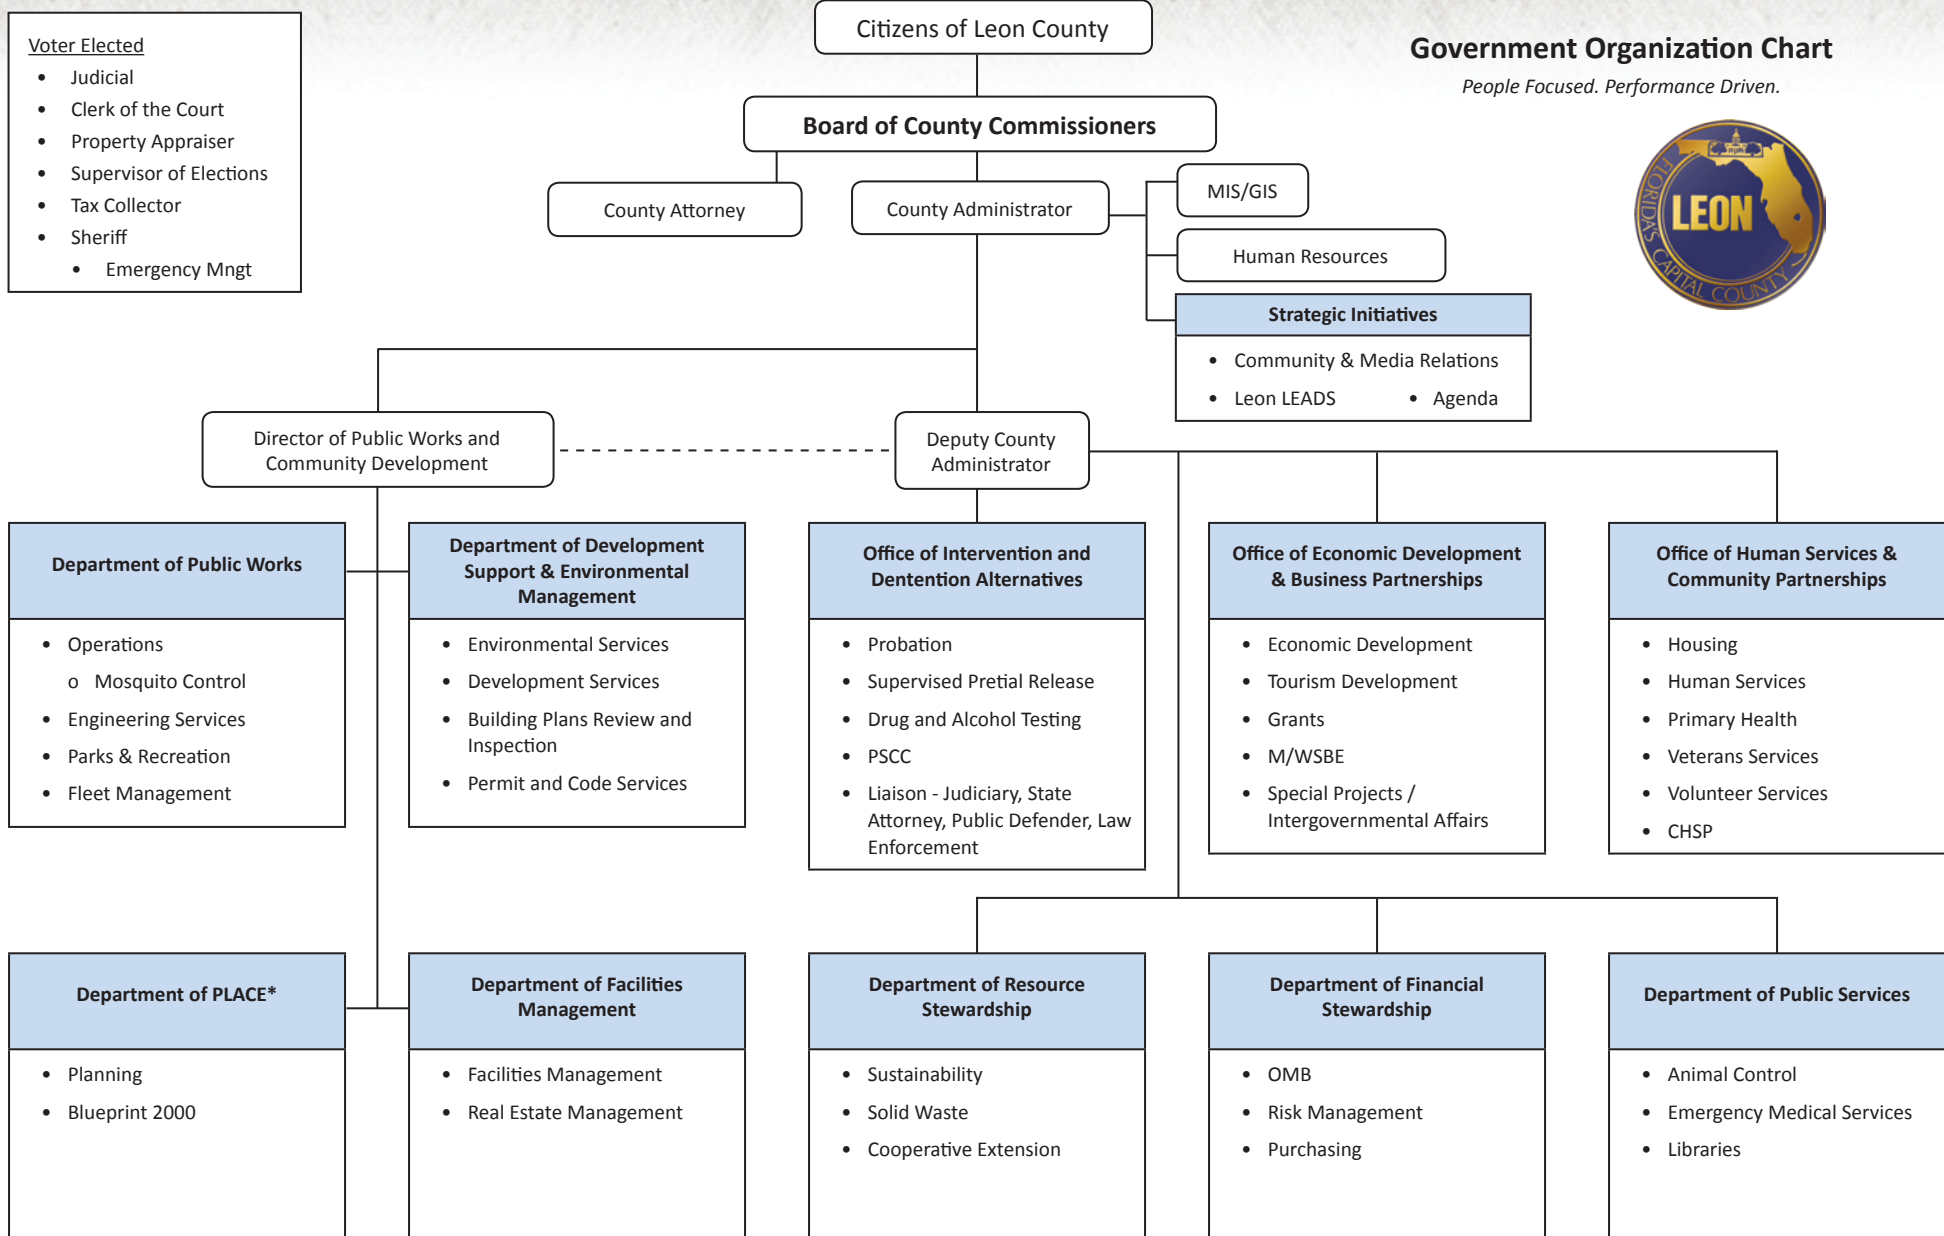 Voter Elected
• Judicial
• Clerk of the Court
• Property Appraiser
• Supervisor of Elections
• Tax Collector
• Sheriff
• Emergency Mngt
Citizens of Leon County
Government Organization Chart
People Focused. Performance Driven.
FLORIDA'S CAPITAL COUNTY
LEON
Board of County Commissioners
County Attorney
County Administrator
MIS/GIS
Human Resources
Strategic Initiatives
• Community & Media Relations
• Leon LEADS • Agenda
Director of Public Works and
Community Development
Deputy County
Administrator
Department of Public Works
• Operations
o Mosquito Control
• Engineering Services
• Parks & Recreation
• Fleet Management
Department of Development
Support & Environmental
Management
• Environmental Services
• Development Services
• Building Plans Review and
Inspection
• Permit and Code Services
Office of Intervention and
Dentention Alternatives
• Probation
• Supervised Pretial Release
• Drug and Alcohol Testing
• PSCC
• Liaison - Judiciary, State
Attorney, Public Defender, Law
Enforcement
Office of Economic Development
& Business Partnerships
• Economic Development
• Tourism Development
• Grants
• M/WSBE
• Special Projects /
Intergovernmental Affairs
Office of Human Services &
Community Partnerships
• Housing
• Human Services
• Primary Health
• Veterans Services
• Volunteer Services
• CHSP
Department of PLACE*
• Planning
• Blueprint 2000
Department of Facilities
Management
• Facilities Management
• Real Estate Management
Department of Resource
Stewardship
• Sustainability
• Solid Waste
• Cooperative Extension
Department of Financial
Stewardship
• OMB
• Risk Management
• Purchasing
Department of Public Services
• Animal Control
• Emergency Medical Services
• Libraries